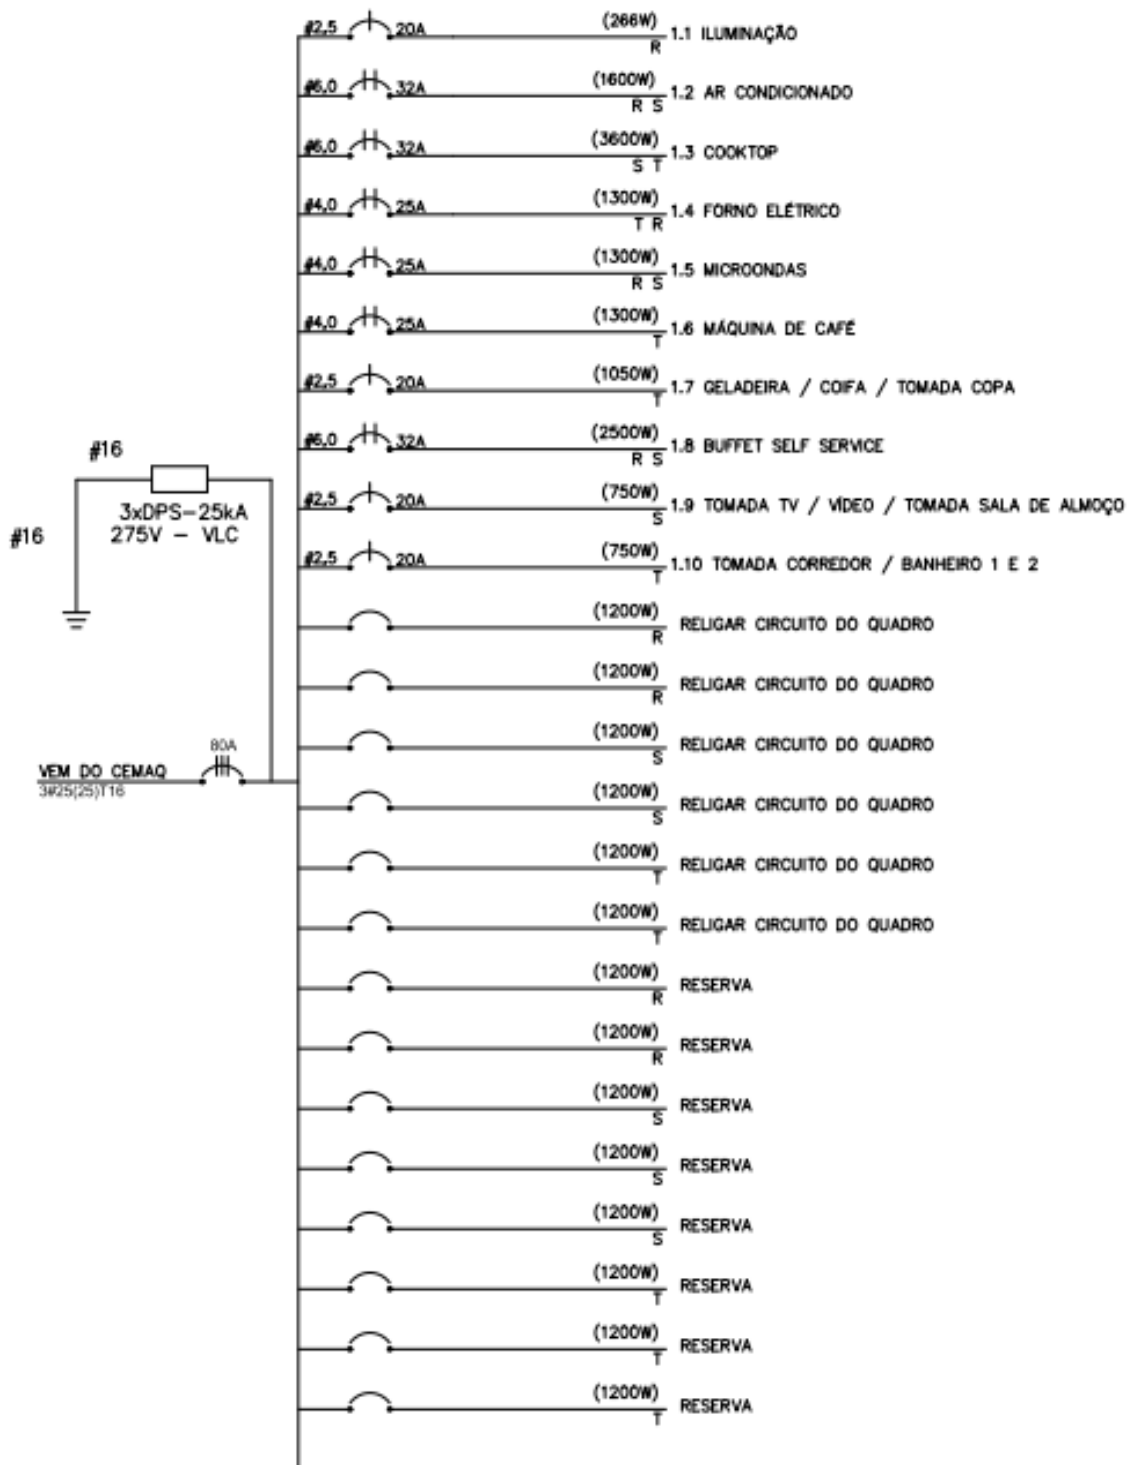 #2,5 20A (266W) R 1.1 ILUMINAÇÃO
#6,0 32A (1600W) R S 1.2 AR CONDICIONADO
#6,0 32A (3600W) S T 1.3 COOKTOP
#4,0 25A (1300W) T R 1.4 FORNO ELÉTRICO
#4,0 25A (1300W) R S 1.5 MICROONDAS
#4,0 25A (1300W) T 1.6 MÁQUINA DE CAFÉ
#2,5 20A (1050W) T 1.7 GELADEIRA / COIFA / TOMADA COPA
#6,0 32A (2500W) R S 1.8 BUFFET SELF SERVICE
#2,5 20A (750W) S 1.9 TOMADA TV / VÍDEO / TOMADA SALA DE ALMOÇO
#2,5 20A (750W) T 1.10 TOMADA CORREDOR / BANHEIRO 1 E 2
#16
3xDPS-25kA
275V - VLC
#16
(1200W) R RELIGAR CIRCUITO DO QUADRO
(1200W) R RELIGAR CIRCUITO DO QUADRO
(1200W) S RELIGAR CIRCUITO DO QUADRO
80A
VEM DO CEMAQ
3#25(25)T16
(1200W) S RELIGAR CIRCUITO DO QUADRO
(1200W) T RELIGAR CIRCUITO DO QUADRO
(1200W) T RELIGAR CIRCUITO DO QUADRO
(1200W) R RESERVA
(1200W) R RESERVA
(1200W) S RESERVA
(1200W) S RESERVA
(1200W) S RESERVA
(1200W) T RESERVA
(1200W) T RESERVA
(1200W) T RESERVA